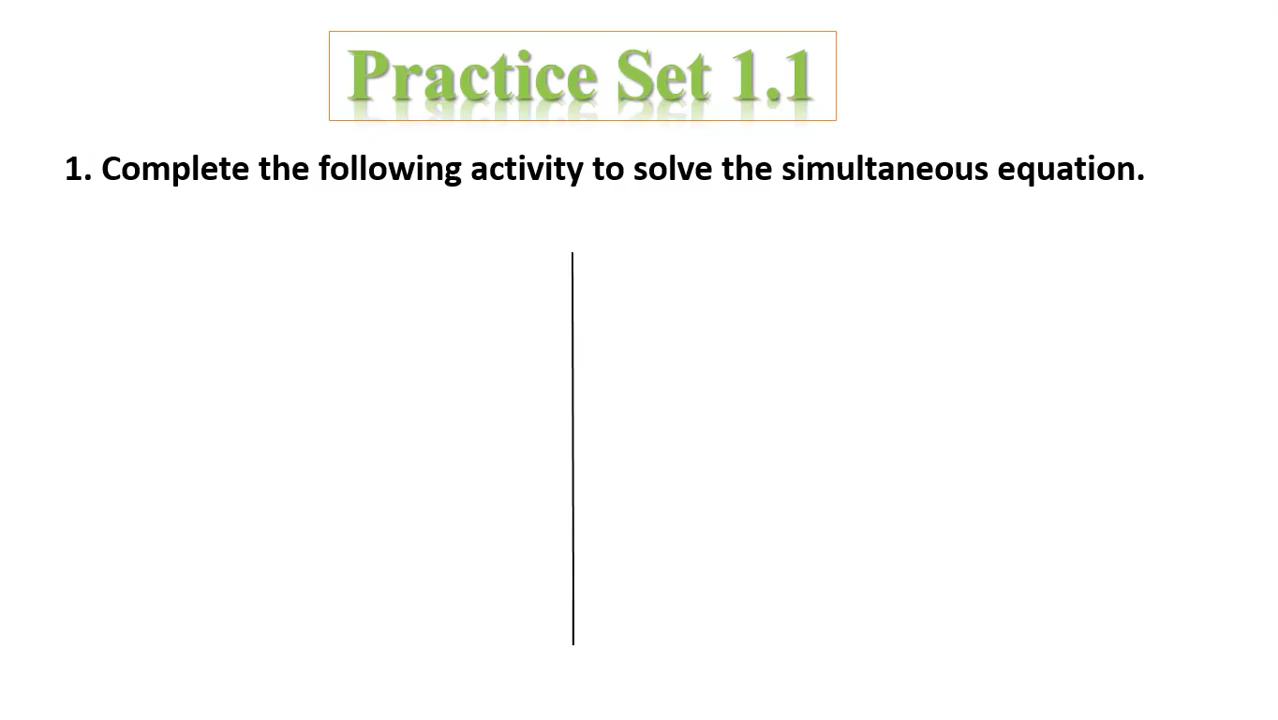 Practice Set 1.1
1. Complete the following activity to solve the simultaneous equation.